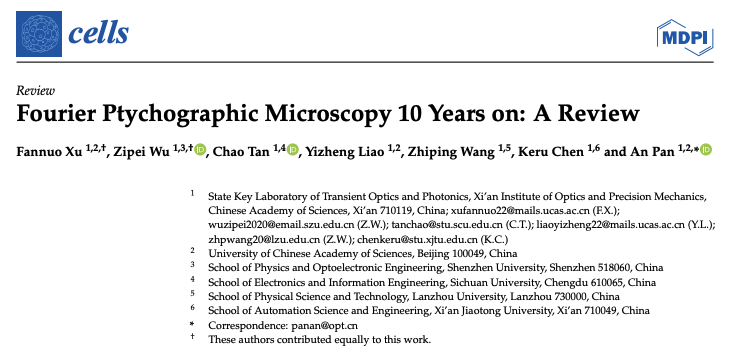 cells
MDPI
Review
Fourier Ptychographic Microscopy 10 Years on: A Review
Fannuo Xu 1,2,†, Zipei Wu 1,3,† iD, Chao Tan 1,4 iD, Yizheng Liao 1,2, Zhiping Wang 1,5, Keru Chen 1,6 and An Pan 1,2,* iD
1 State Key Laboratory of Transient Optics and Photonics, Xi’an Institute of Optics and Precision Mechanics,
Chinese Academy of Sciences, Xi’an 710119, China; xufannuo22@mails.ucas.ac.cn (F.X.);
wuzipei2020@email.szu.edu.cn (Z.W.); tanchao@stu.scu.edu.cn (C.T.); liaoyizheng22@mails.ucas.ac.cn (Y.L.);
zhpwang20@lzu.edu.cn (Z.W.); chenkeru@stu.xjtu.edu.cn (K.C.)
2 University of Chinese Academy of Sciences, Beijing 100049, China
3 School of Physics and Optoelectronic Engineering, Shenzhen University, Shenzhen 518060, China
4 School of Electronics and Information Engineering, Sichuan University, Chengdu 610065, China
5 School of Physical Science and Technology, Lanzhou University, Lanzhou 730000, China
6 School of Automation Science and Engineering, Xi’an Jiaotong University, Xi’an 710049, China
* Correspondence: panan@opt.cn
† These authors contributed equally to this work.